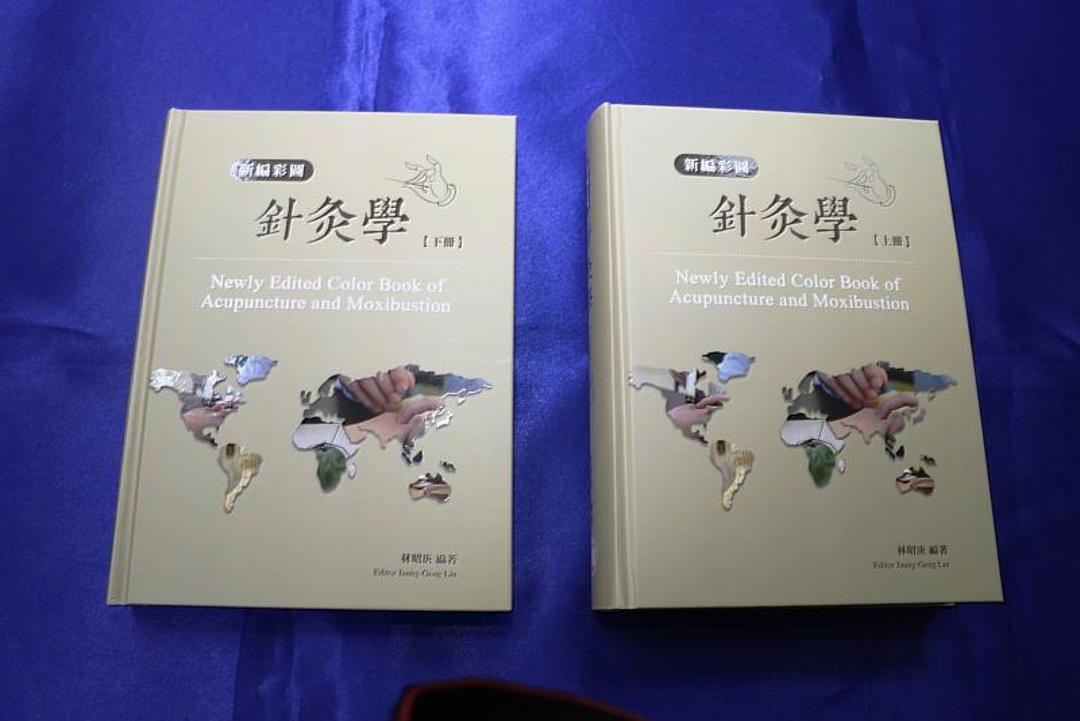 新編彩圖
針灸學
【下冊】
Newly Edited Color Book of
Acupuncture and Moxibustion
林昭庚 編著
Editor Jaung-Geng Lin
新編彩圖
針灸學
【上冊】
Newly Edited Color Book of
Acupuncture and Moxibustion
林昭庚 編著
Editor Jaung-Geng Lin